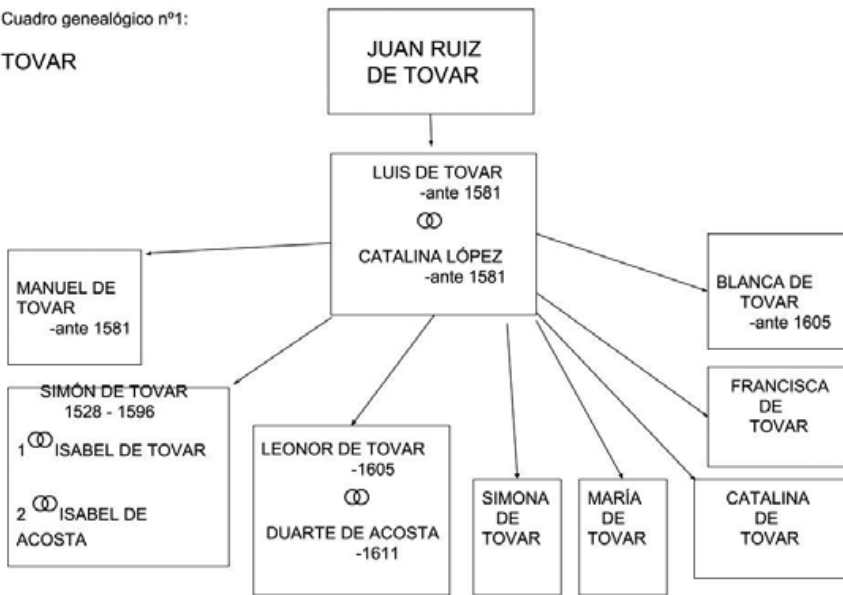 Cuadro genealógico nº1:
TOVAR
JUAN RUIZ
DE TOVAR
LUIS DE TOVAR
-ante 1581
CATALINA LÓPEZ
-ante 1581
MANUEL DE
TOVAR
-ante 1581
BLANCA DE
TOVAR
-ante 1605
SIMÓN DE TOVAR
1528 - 1596
1 ISABEL DE TOVAR
2 ISABEL DE
ACOSTA
LEONOR DE TOVAR
-1605
DUARTE DE ACOSTA
-1611
SIMONA
DE
TOVAR
MARÍA
DE
TOVAR
FRANCISCA
DE
TOVAR
CATALINA
DE
TOVAR